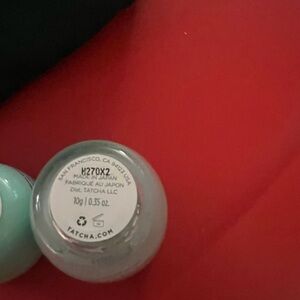 SAN FRANCISCO, CA 94123 USA
H270X2
MADE IN JAPAN
FABRIQUÉ AU JAPON
Dist. TATCHA LLC
10g | 0.35 oz.
TATCHA.COM